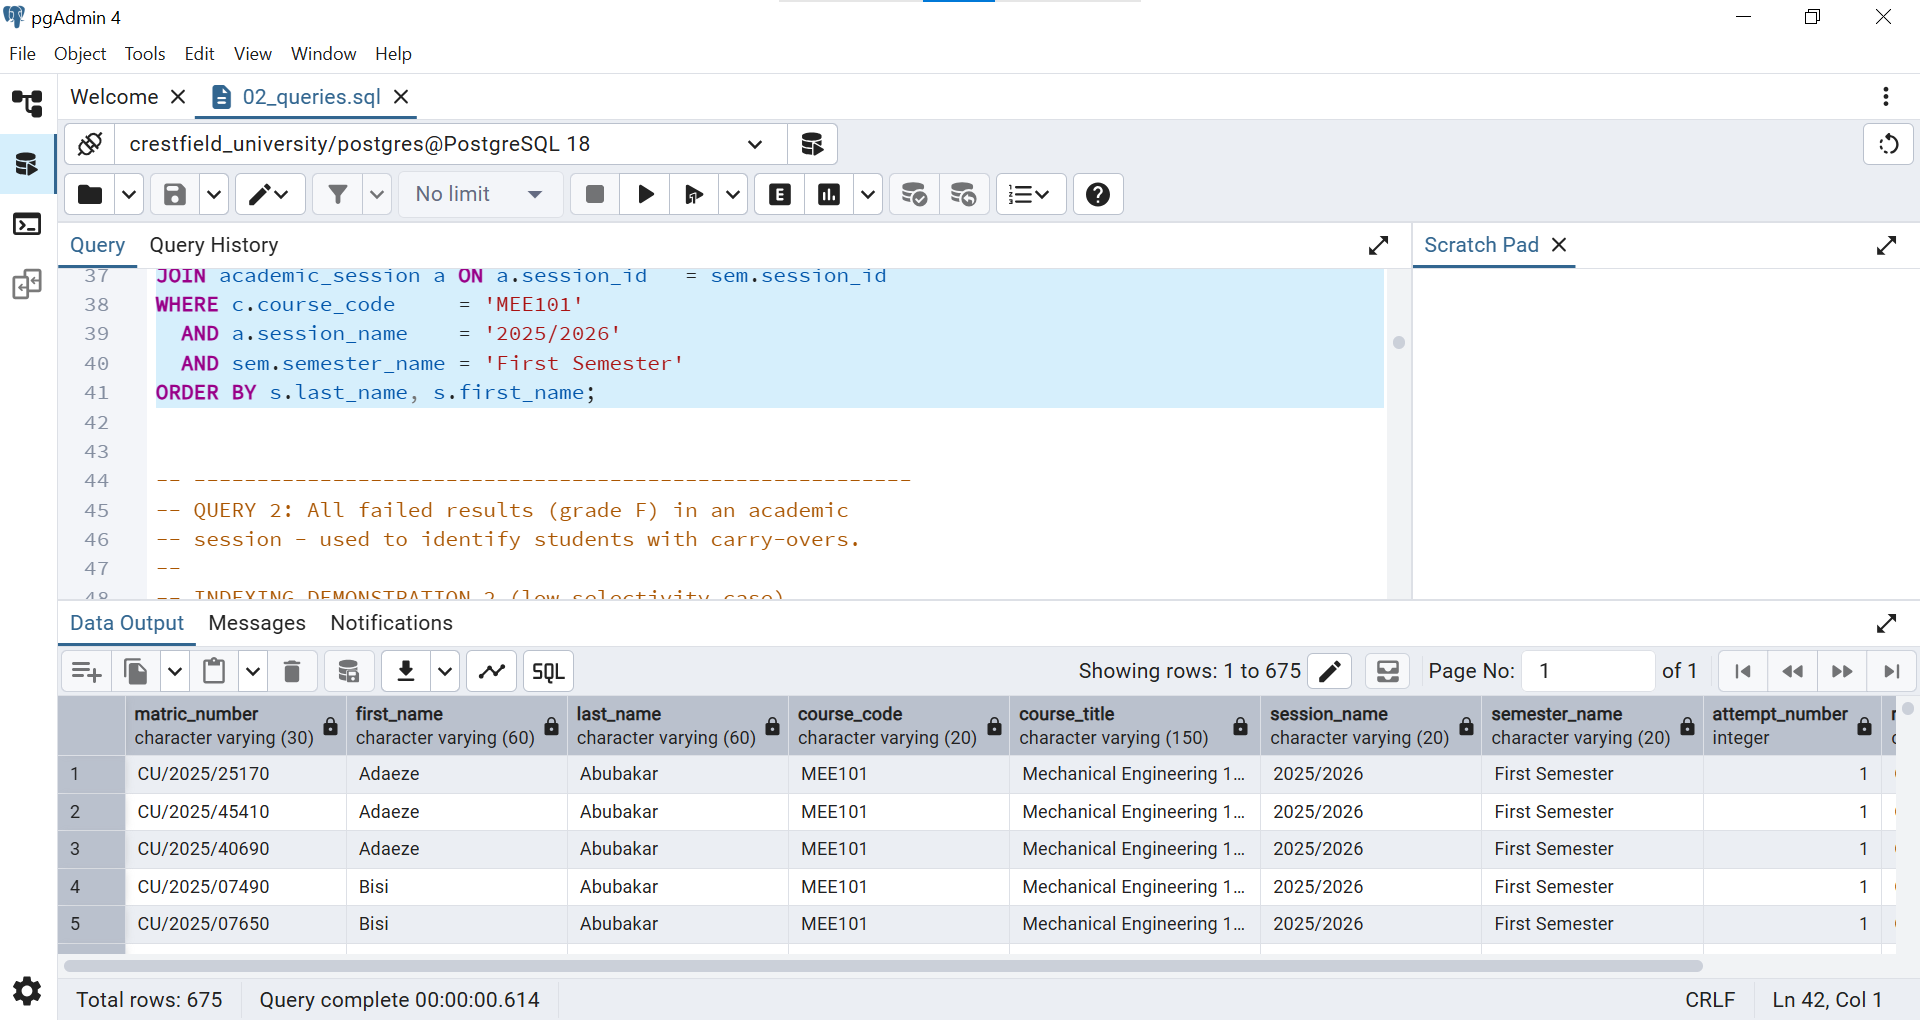 pgAdmin 4
File Object Tools Edit View Window Help
Welcome 02_queries.sql
crestfield_university/postgres@PostgreSQL 18
No limit E
Query Query History Scratch Pad
37 JOIN academic_session a ON a.session_id = sem.session_id
38 WHERE c.course_code = 'MEE101'
39 AND a.session_name = '2025/2026'
40 AND sem.semester_name = 'First Semester'
41 ORDER BY s.last_name, s.first_name;
42
43
44 -- ---------------------------------------------------------
45 -- QUERY 2: All failed results (grade F) in an academic
46 -- session - used to identify students with carry-overs.
47 --
48 -- INDEXING DEMONSTRATION 2 (low selectivity case)
Data Output Messages Notifications
SQL Showing rows: 1 to 675 Page No: 1 of 1
matric_number first_name last_name course_code course_title session_name semester_name attempt_number
character varying (30) character varying (60) character varying (60) character varying (20) character varying (150) character varying (20) character varying (20) integer
1 CU/2025/25170 Adaeze Abubakar MEE101 Mechanical Engineering 1... 2025/2026 First Semester 1
2 CU/2025/45410 Adaeze Abubakar MEE101 Mechanical Engineering 1... 2025/2026 First Semester 1
3 CU/2025/40690 Adaeze Abubakar MEE101 Mechanical Engineering 1... 2025/2026 First Semester 1
4 CU/2025/07490 Bisi Abubakar MEE101 Mechanical Engineering 1... 2025/2026 First Semester 1
5 CU/2025/07650 Bisi Abubakar MEE101 Mechanical Engineering 1... 2025/2026 First Semester 1
Total rows: 675 Query complete 00:00:00.614 CRLF Ln 42, Col 1